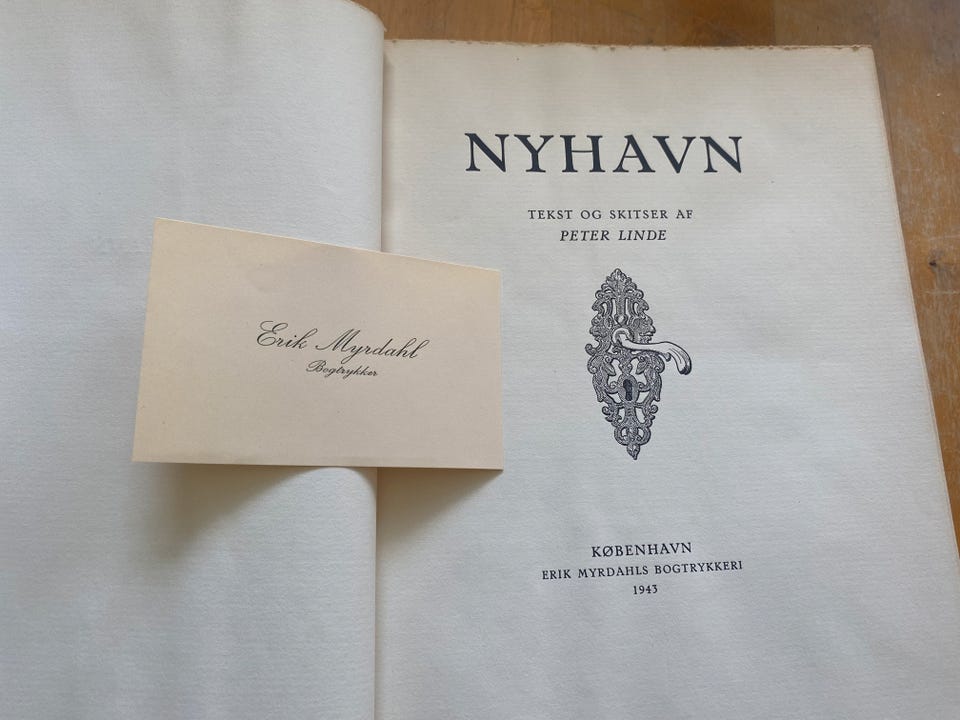 Erik Myrdahl
Bogtrykker
NYHAVN
TEKST OG SKITSER AF
PETER LINDE
KØBENHAVN
ERIK MYRDAHLS BOGTRYKKERI
1943